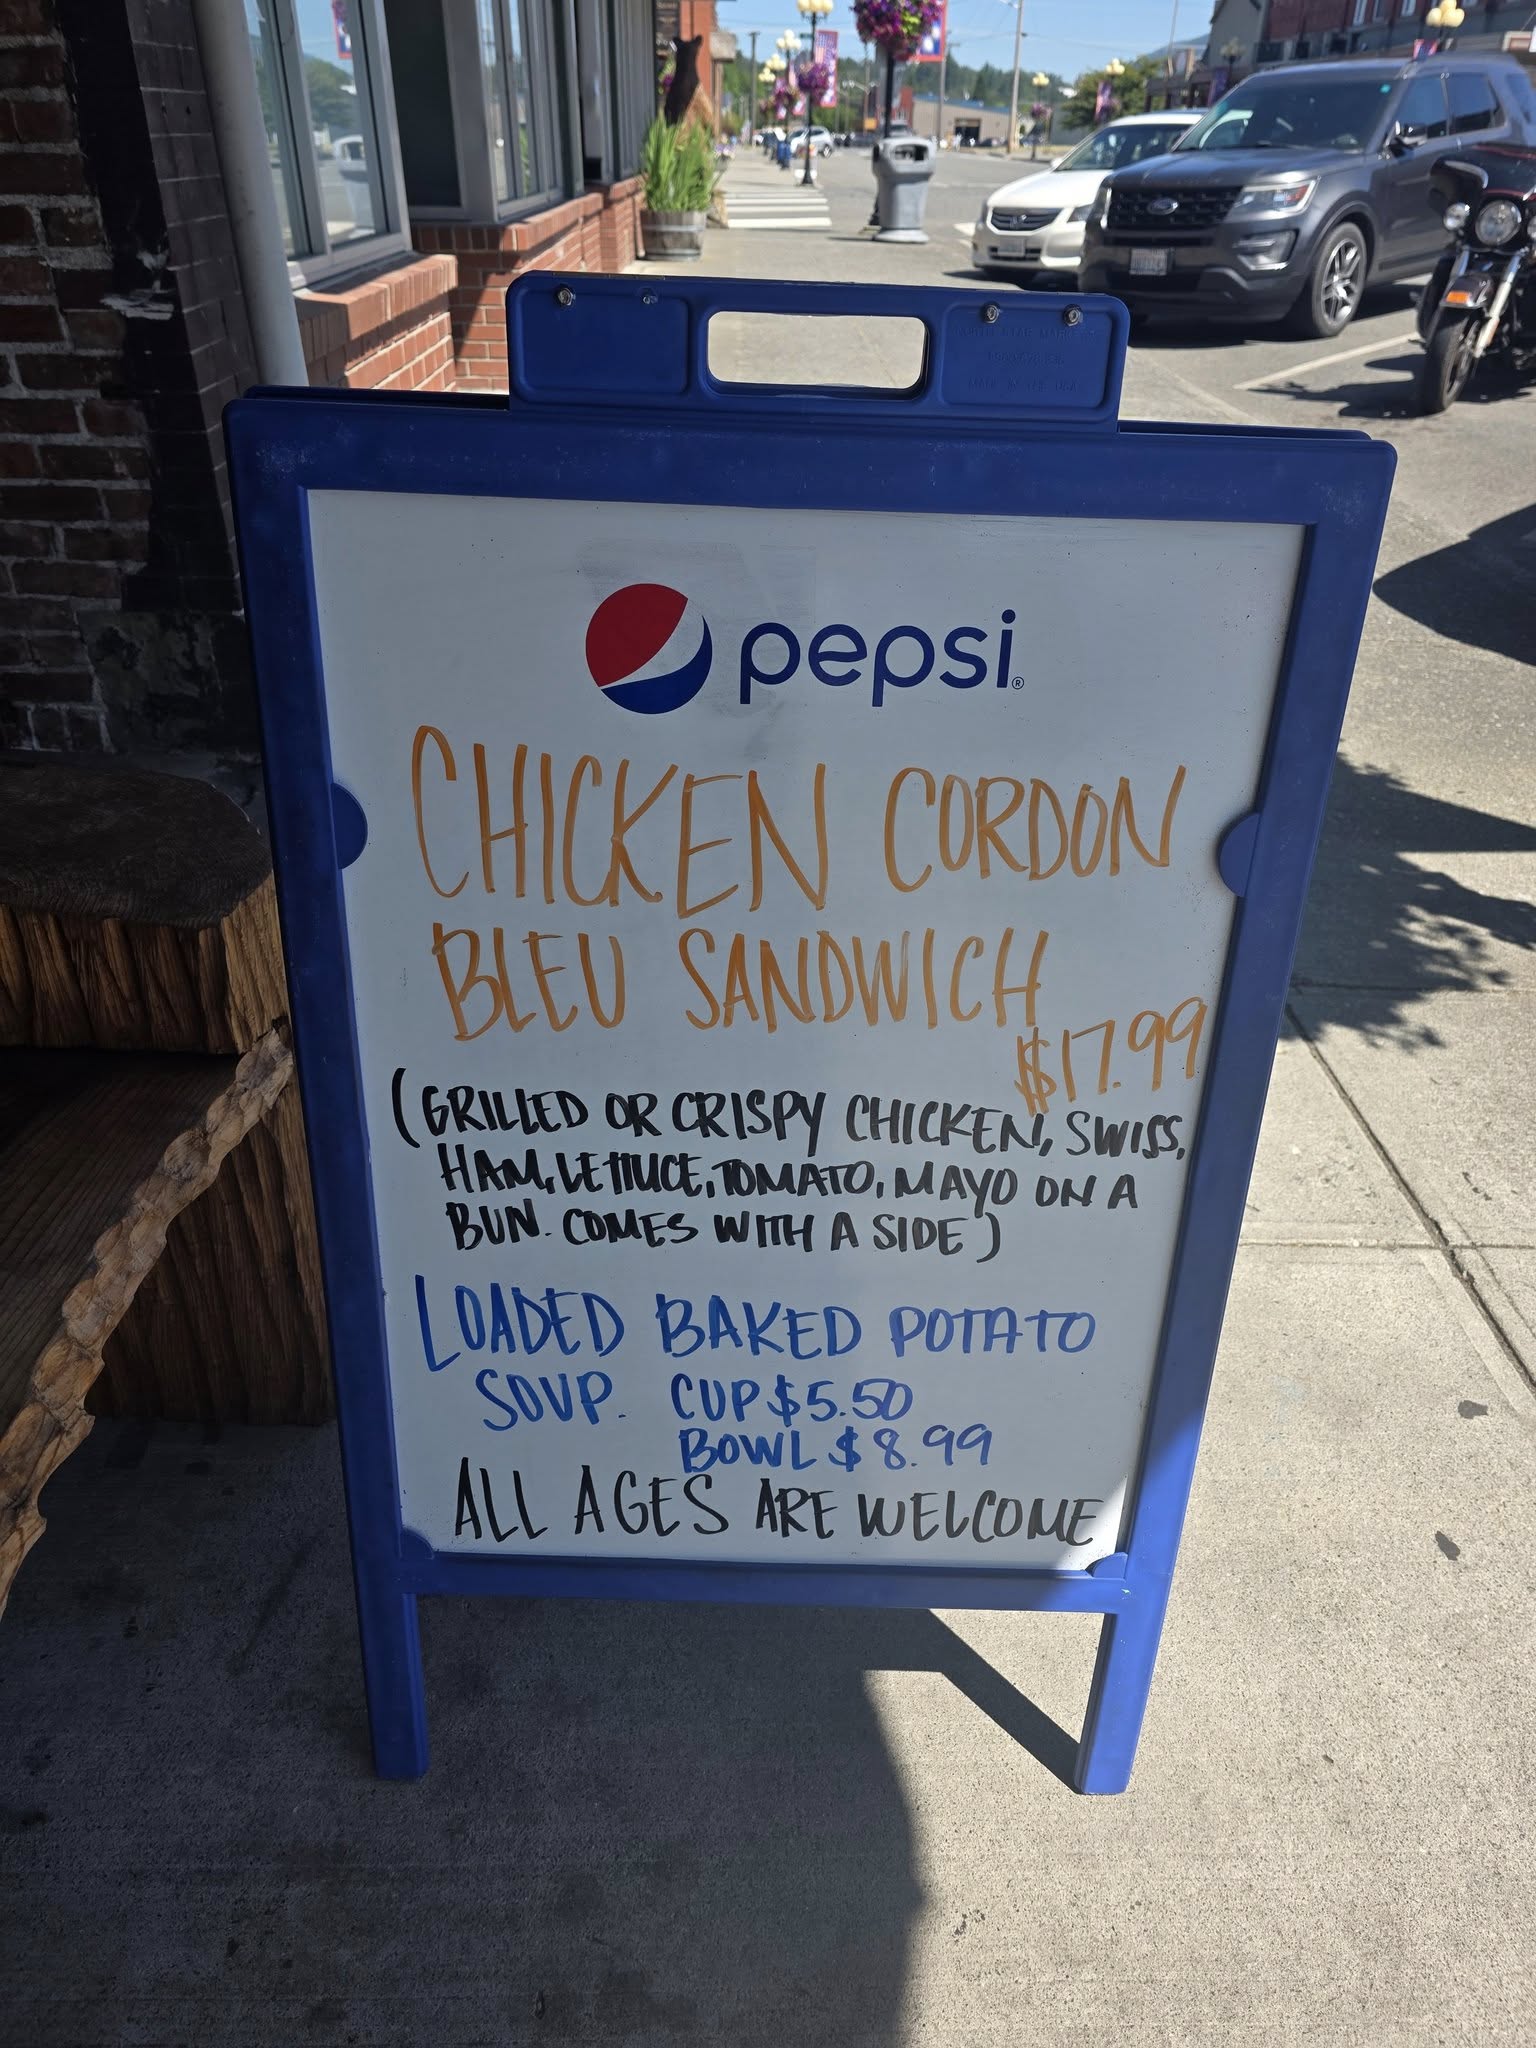 pepsi®
CHICKEN CORDON
BLEU SANDWICH
$17.99
(GRILLED OR CRISPY CHICKEN, SWISS,
HAM, LETTUCE, TOMATO, MAYO ON A
BUN. COMES WITH A SIDE)
LOADED BAKED POTATO
SOUP. CUP $5.50
BOWL $8.99
ALL AGES ARE WELCOME